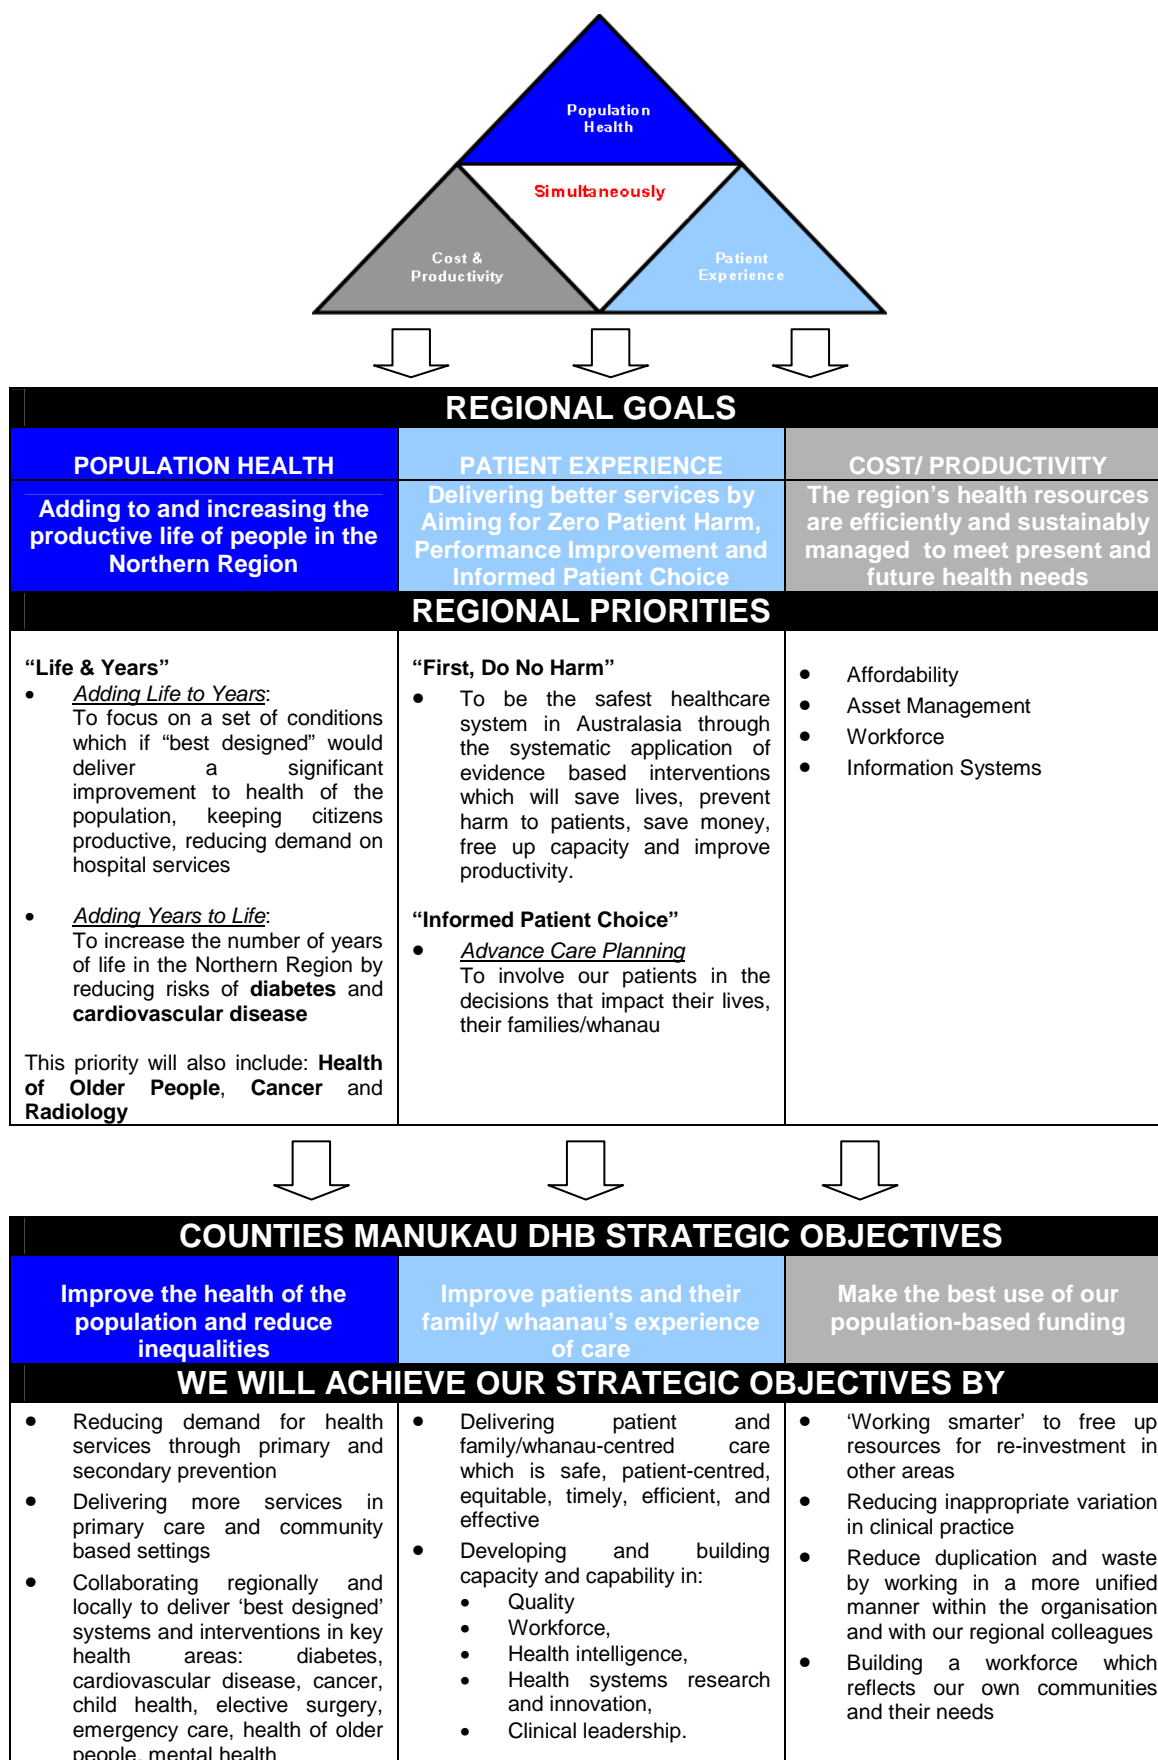 Population
Health
Simultaneously
Cost &
Productivity
Patient
Experience
REGIONAL GOALS
POPULATION HEALTH
PATIENT EXPERIENCE
COST/ PRODUCTIVITY
Adding to and increasing the
productive life of people in the
Northern Region
Delivering better services by
Aiming for Zero Patient Harm,
Performance Improvement and
Informed Patient Choice
The region’s health resources
are efficiently and sustainably
managed to meet present and
future health needs
REGIONAL PRIORITIES
“Life & Years”
• Adding Life to Years:
To focus on a set of conditions
which if “best designed” would
deliver a significant
improvement to health of the
population, keeping citizens
productive, reducing demand on
hospital services
• Adding Years to Life:
To increase the number of years
of life in the Northern Region by
reducing risks of diabetes and
cardiovascular disease
This priority will also include: Health
of Older People, Cancer and
Radiology
“First, Do No Harm”
• To be the safest healthcare
system in Australasia through
the systematic application of
evidence based interventions
which will save lives, prevent
harm to patients, save money,
free up capacity and improve
productivity.
“Informed Patient Choice”
• Advance Care Planning
To involve our patients in the
decisions that impact their lives,
their families/whanau
• Affordability
• Asset Management
• Workforce
• Information Systems
COUNTIES MANUKAU DHB STRATEGIC OBJECTIVES
Improve the health of the
population and reduce
inequalities
Improve patients and their
family/ whaanau’s experience
of care
Make the best use of our
population-based funding
WE WILL ACHIEVE OUR STRATEGIC OBJECTIVES BY
• Reducing demand for health
services through primary and
secondary prevention
• Delivering more services in
primary care and community
based settings
• Collaborating regionally and
locally to deliver ‘best designed’
systems and interventions in key
health areas: diabetes,
cardiovascular disease, cancer,
child health, elective surgery,
emergency care, health of older
people, mental health
• Delivering patient and
family/whanau-centred care
which is safe, patient-centred,
equitable, timely, efficient, and
effective
• Developing and building
capacity and capability in:
• Quality
• Workforce,
• Health intelligence,
• Health systems research
and innovation,
• Clinical leadership.
• ‘Working smarter’ to free up
resources for re-investment in
other areas
• Reducing inappropriate variation
in clinical practice
• Reduce duplication and waste
by working in a more unified
manner within the organisation
and with our regional colleagues
• Building a workforce which
reflects our own communities
and their needs